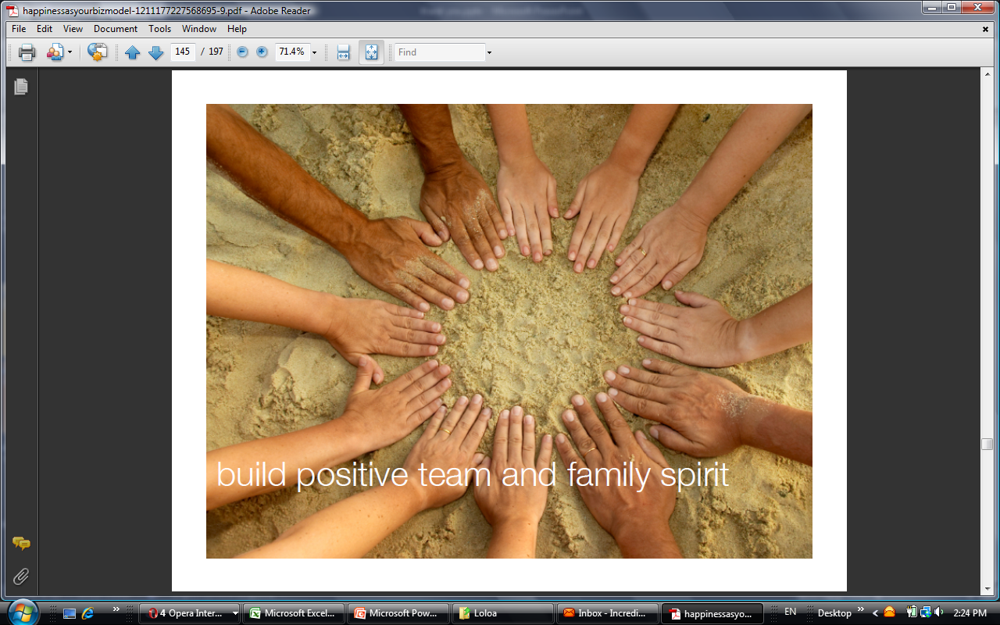 happinessasyourbizmodel-1211177227568695-9.pdf - Adobe Reader
File Edit View Document Tools Window Help
145 / 197 71.4% Find
build positive team and family spirit
4 Opera Inter... Microsoft Excel... Microsoft Pow... Loloa Inbox - Incredi... happinessasyo... EN Desktop 2:24 PM